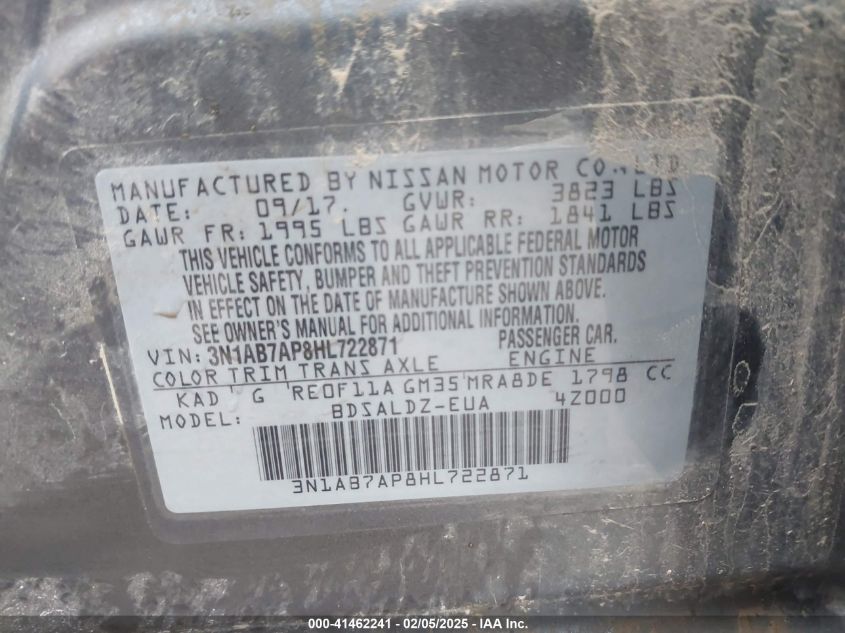 MANUFACTURED BY NISSAN MOTOR CO.,LTD
DATE: 09/17. GVWR: 3823 LBS
GAWR FR: 1995 LBS GAWR RR: 1841 LBS
THIS VEHICLE CONFORMS TO ALL APPLICABLE FEDERAL MOTOR
VEHICLE SAFETY, BUMPER AND THEFT PREVENTION STANDARDS
IN EFFECT ON THE DATE OF MANUFACTURE SHOWN ABOVE.
SEE OWNER'S MANUAL FOR ADDITIONAL INFORMATION.
VIN: 3N1AB7AP8HL722871 PASSENGER CAR.
COLOR TRIM TRANS AXLE ENGINE
KAD G RE0F11A GM35 MRA8DE 1798 CC
MODEL: BDSALDZ-EUA 4Z000
3N1AB7AP8HL722871
000-41462241 - 02/05/2025 - IAA Inc.